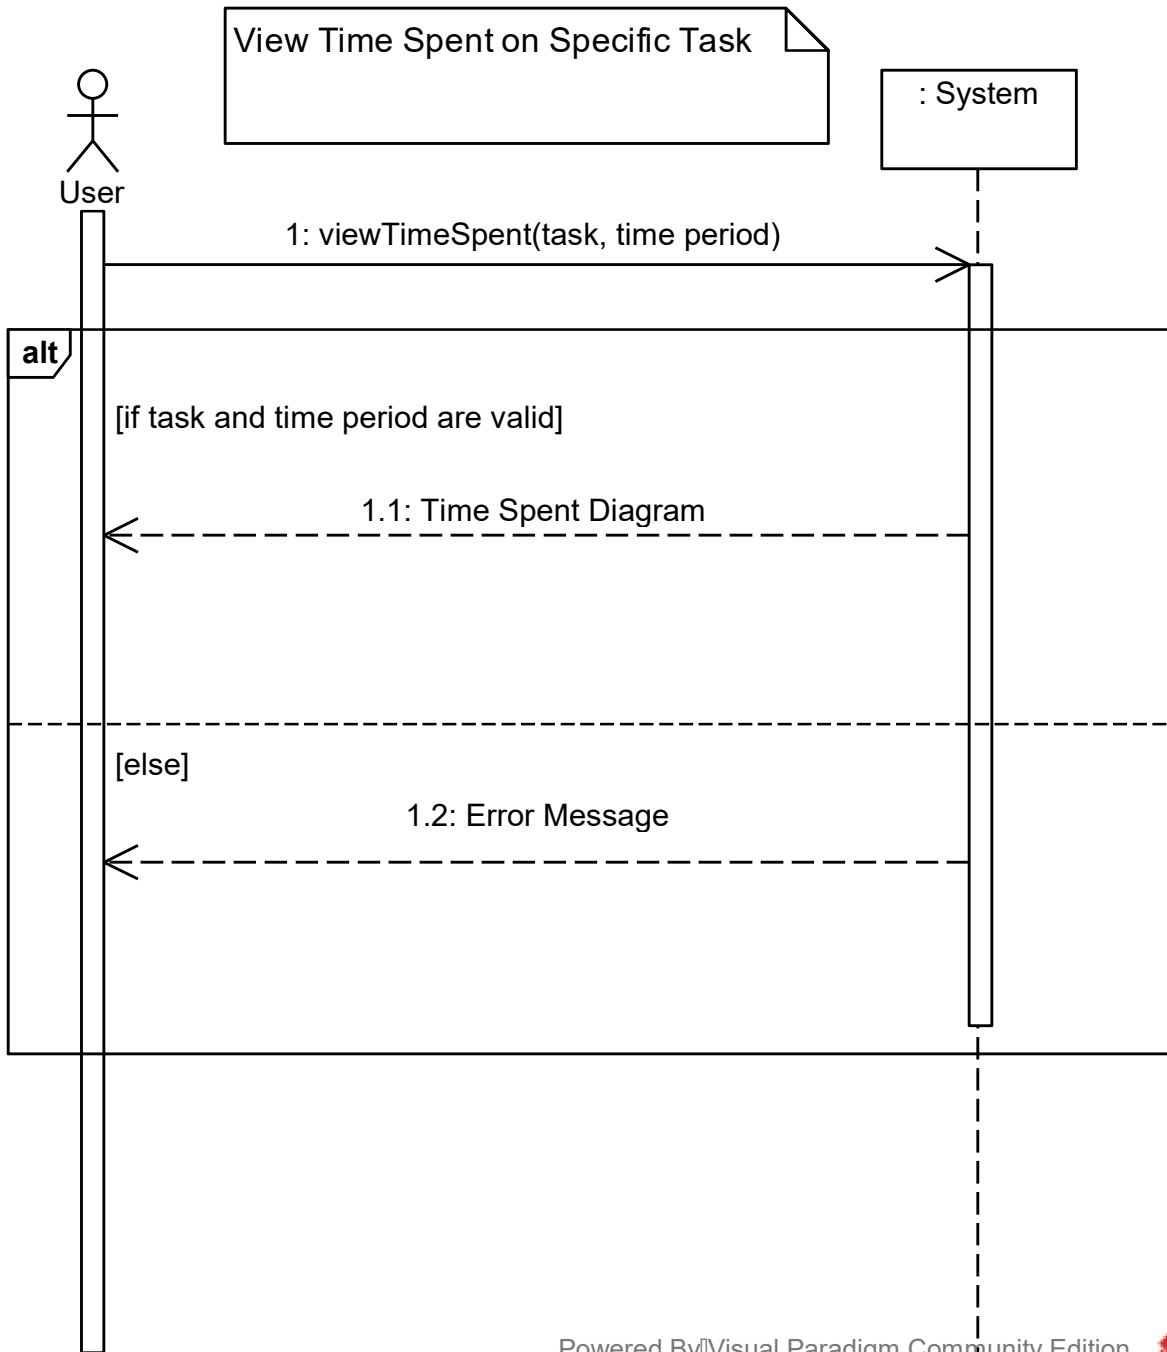 View Time Spent on Specific Task
: System
User
1: viewTimeSpent(task, time period)
alt
[if task and time period are valid]
1.1: Time Spent Diagram
[else]
1.2: Error Message
Powered By Visual Paradigm Community Edition